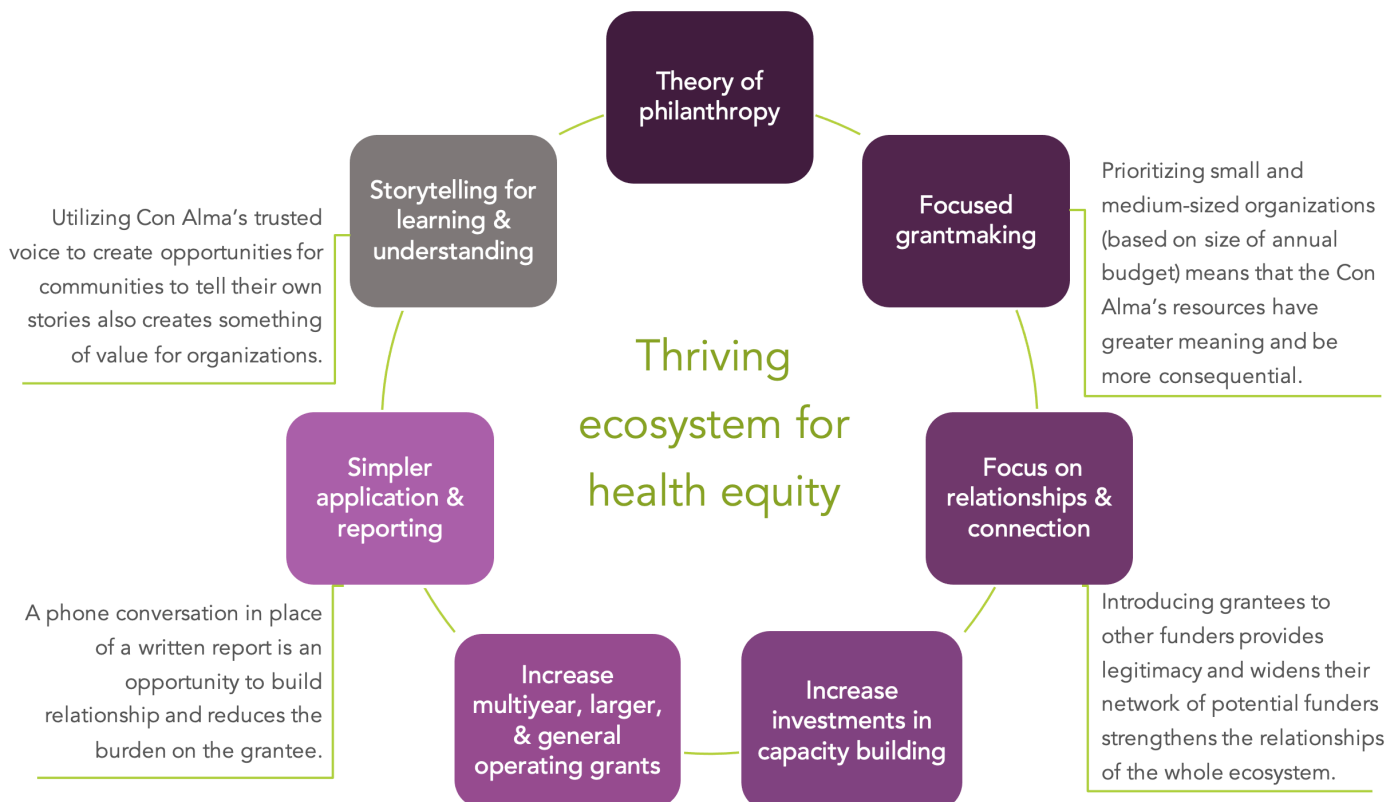 Theory of
philanthropy
Focused
grantmaking
Prioritizing small and
medium-sized organizations
(based on size of annual
budget) means that the Con
Alma’s resources have
greater meaning and be
more consequential.
Focus on
relationships &
connection
Introducing grantees to
other funders provides
legitimacy and widens their
network of potential funders
strengthens the relationships
of the whole ecosystem.
Increase
investments in
capacity building
Increase
multiyear, larger,
& general
operating grants
Simpler
application &
reporting
A phone conversation in place
of a written report is an
opportunity to build
relationship and reduces the
burden on the grantee.
Storytelling for
learning &
understanding
Utilizing Con Alma’s trusted
voice to create opportunities for
communities to tell their own
stories also creates something
of value for organizations.
Thriving
ecosystem for
health equity